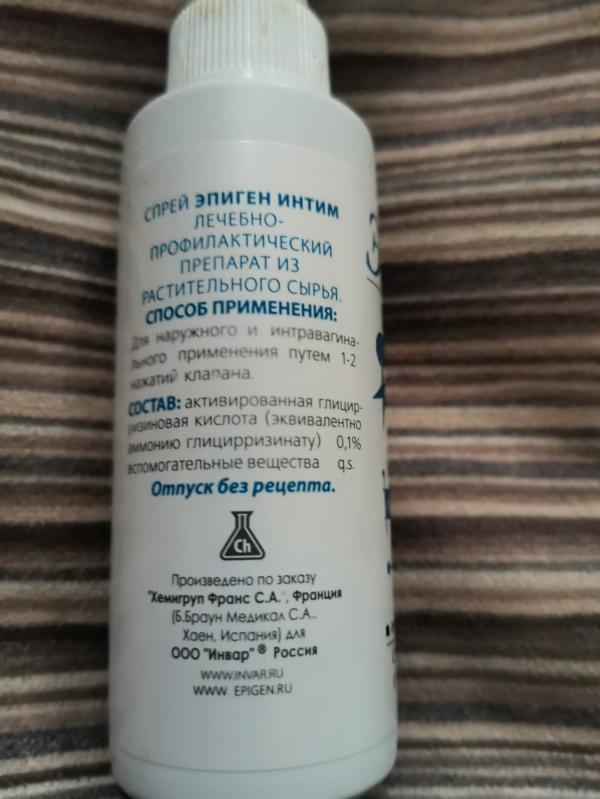 СПРЕЙ ЭПИГЕН ИНТИМ
ЛЕЧЕБНО-
ПРОФИЛАКТИЧЕСКИЙ
ПРЕПАРАТ ИЗ
РАСТИТЕЛЬНОГО СЫРЬЯ.
СПОСОБ ПРИМЕНЕНИЯ:
Для наружного и интравагина-
льного применения путем 1-2
нажатий клапана.
СОСТАВ: активированная глицир-
ризиновая кислота (эквивалентно
аммонию глицирризинату) 0,1%
вспомогательные вещества q.s.
Отпуск без рецепта.
Ch
Произведено по заказу
"Хемигруп Франс С.А.", Франция
(Б.Браун Медикал С.А.,
Хаен, Испания) для
ООО "Инвар" ® Россия
WWW.INVAR.RU
WWW. EPIGEN.RU